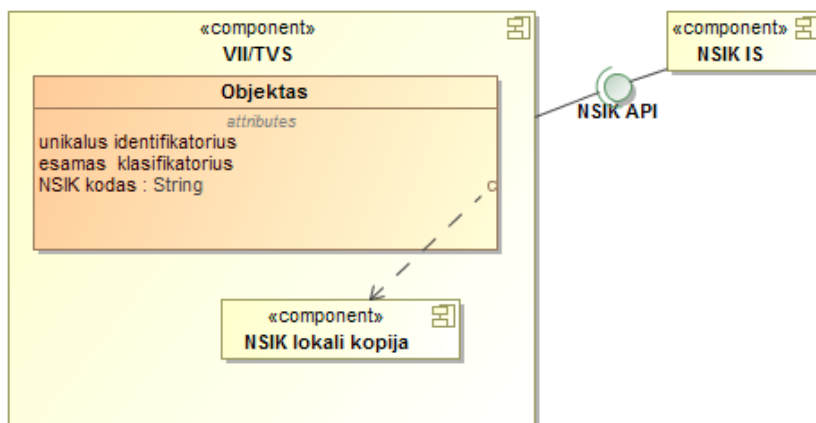 «component»
VII/TVS
Objektas
attributes
unikalus identifikatorius
esamas klasifikatorius
NSIK kodas : String
«component»
NSIK lokali kopija
«component»
NSIK IS
NSIK API